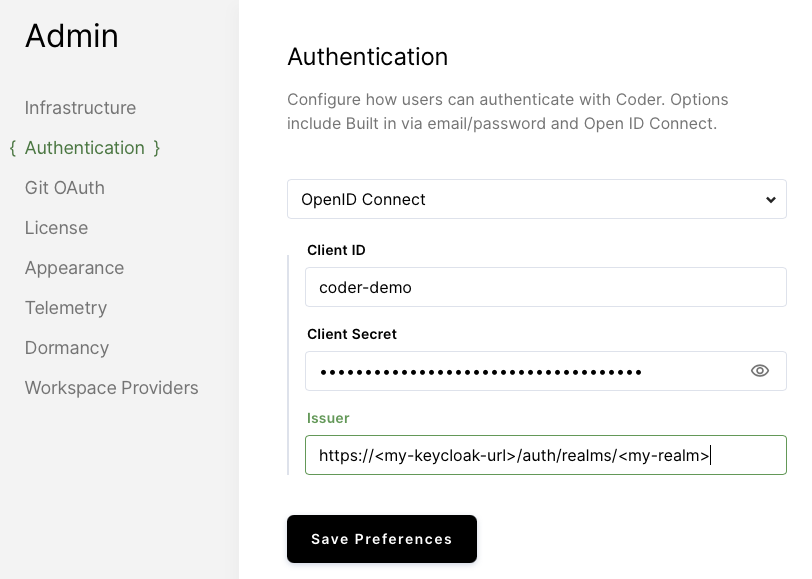 Admin
Infrastructure
{ Authentication }
Git OAuth
License
Appearance
Telemetry
Dormancy
Workspace Providers
Authentication
Configure how users can authenticate with Coder. Options
include Built in via email/password and Open ID Connect.
OpenID Connect
Client ID
coder-demo
Client Secret
••••••••••••••••••••••••••••••••••••
Issuer
https://<my-keycloak-url>/auth/realms/<my-realm>
Save Preferences